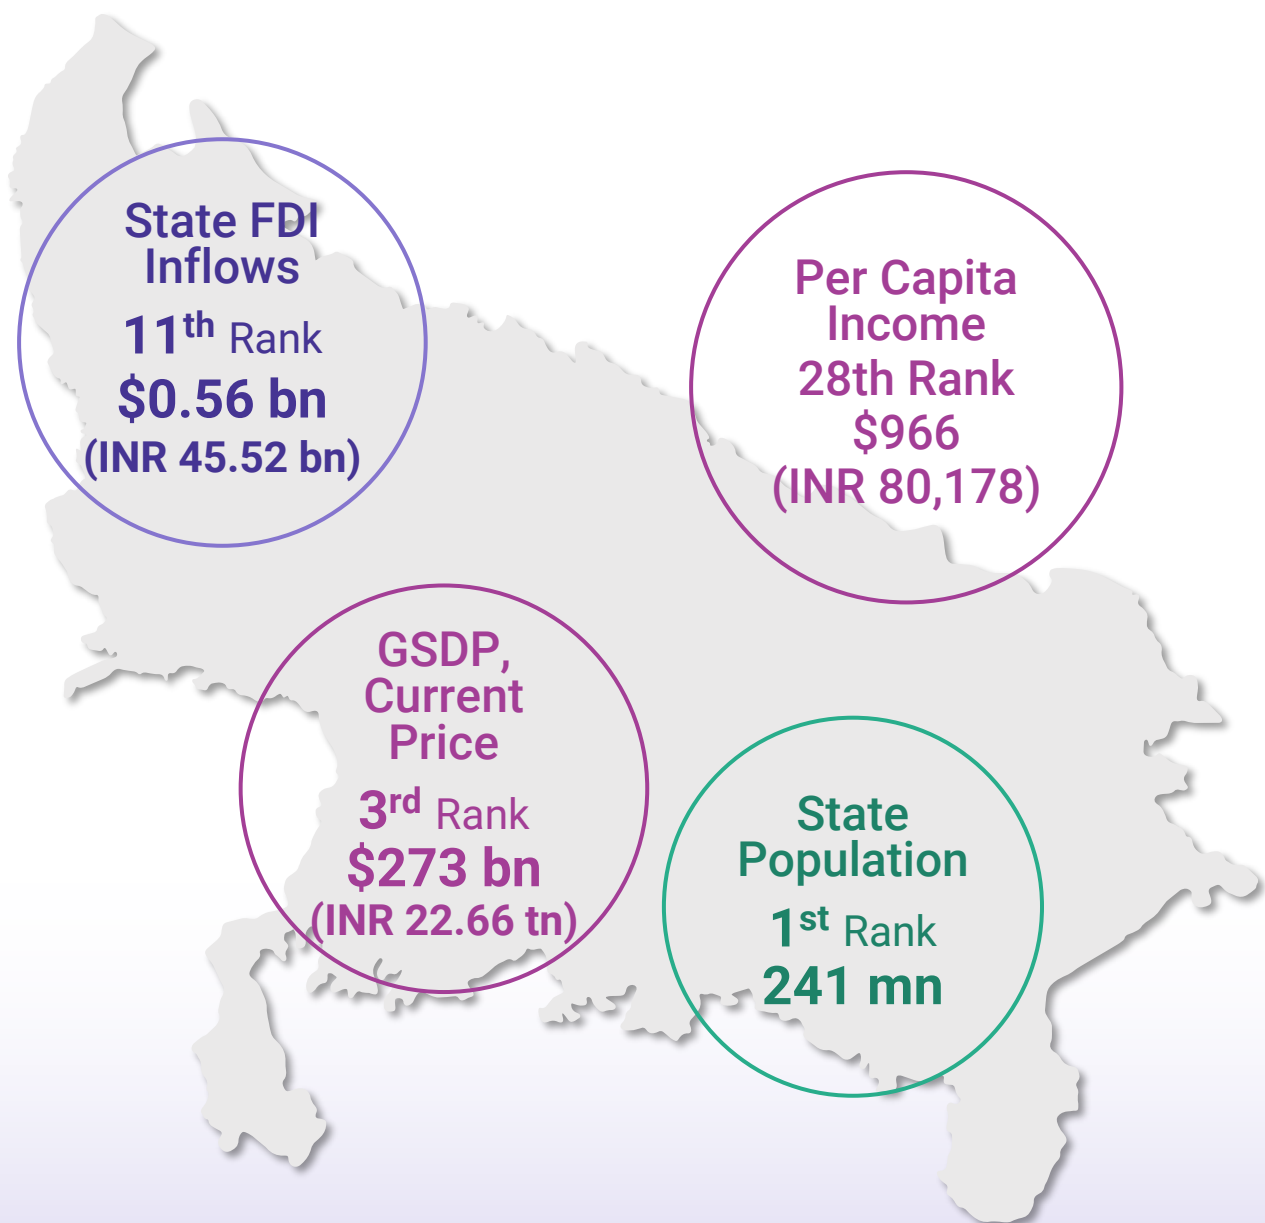 State FDI
Inflows
11th Rank
$0.56 bn
(INR 45.52 bn)
Per Capita
Income
28th Rank
$966
(INR 80,178)
GSDP,
Current
Price
3rd Rank
$273 bn
(INR 22.66 tn)
State
Population
1st Rank
241 mn